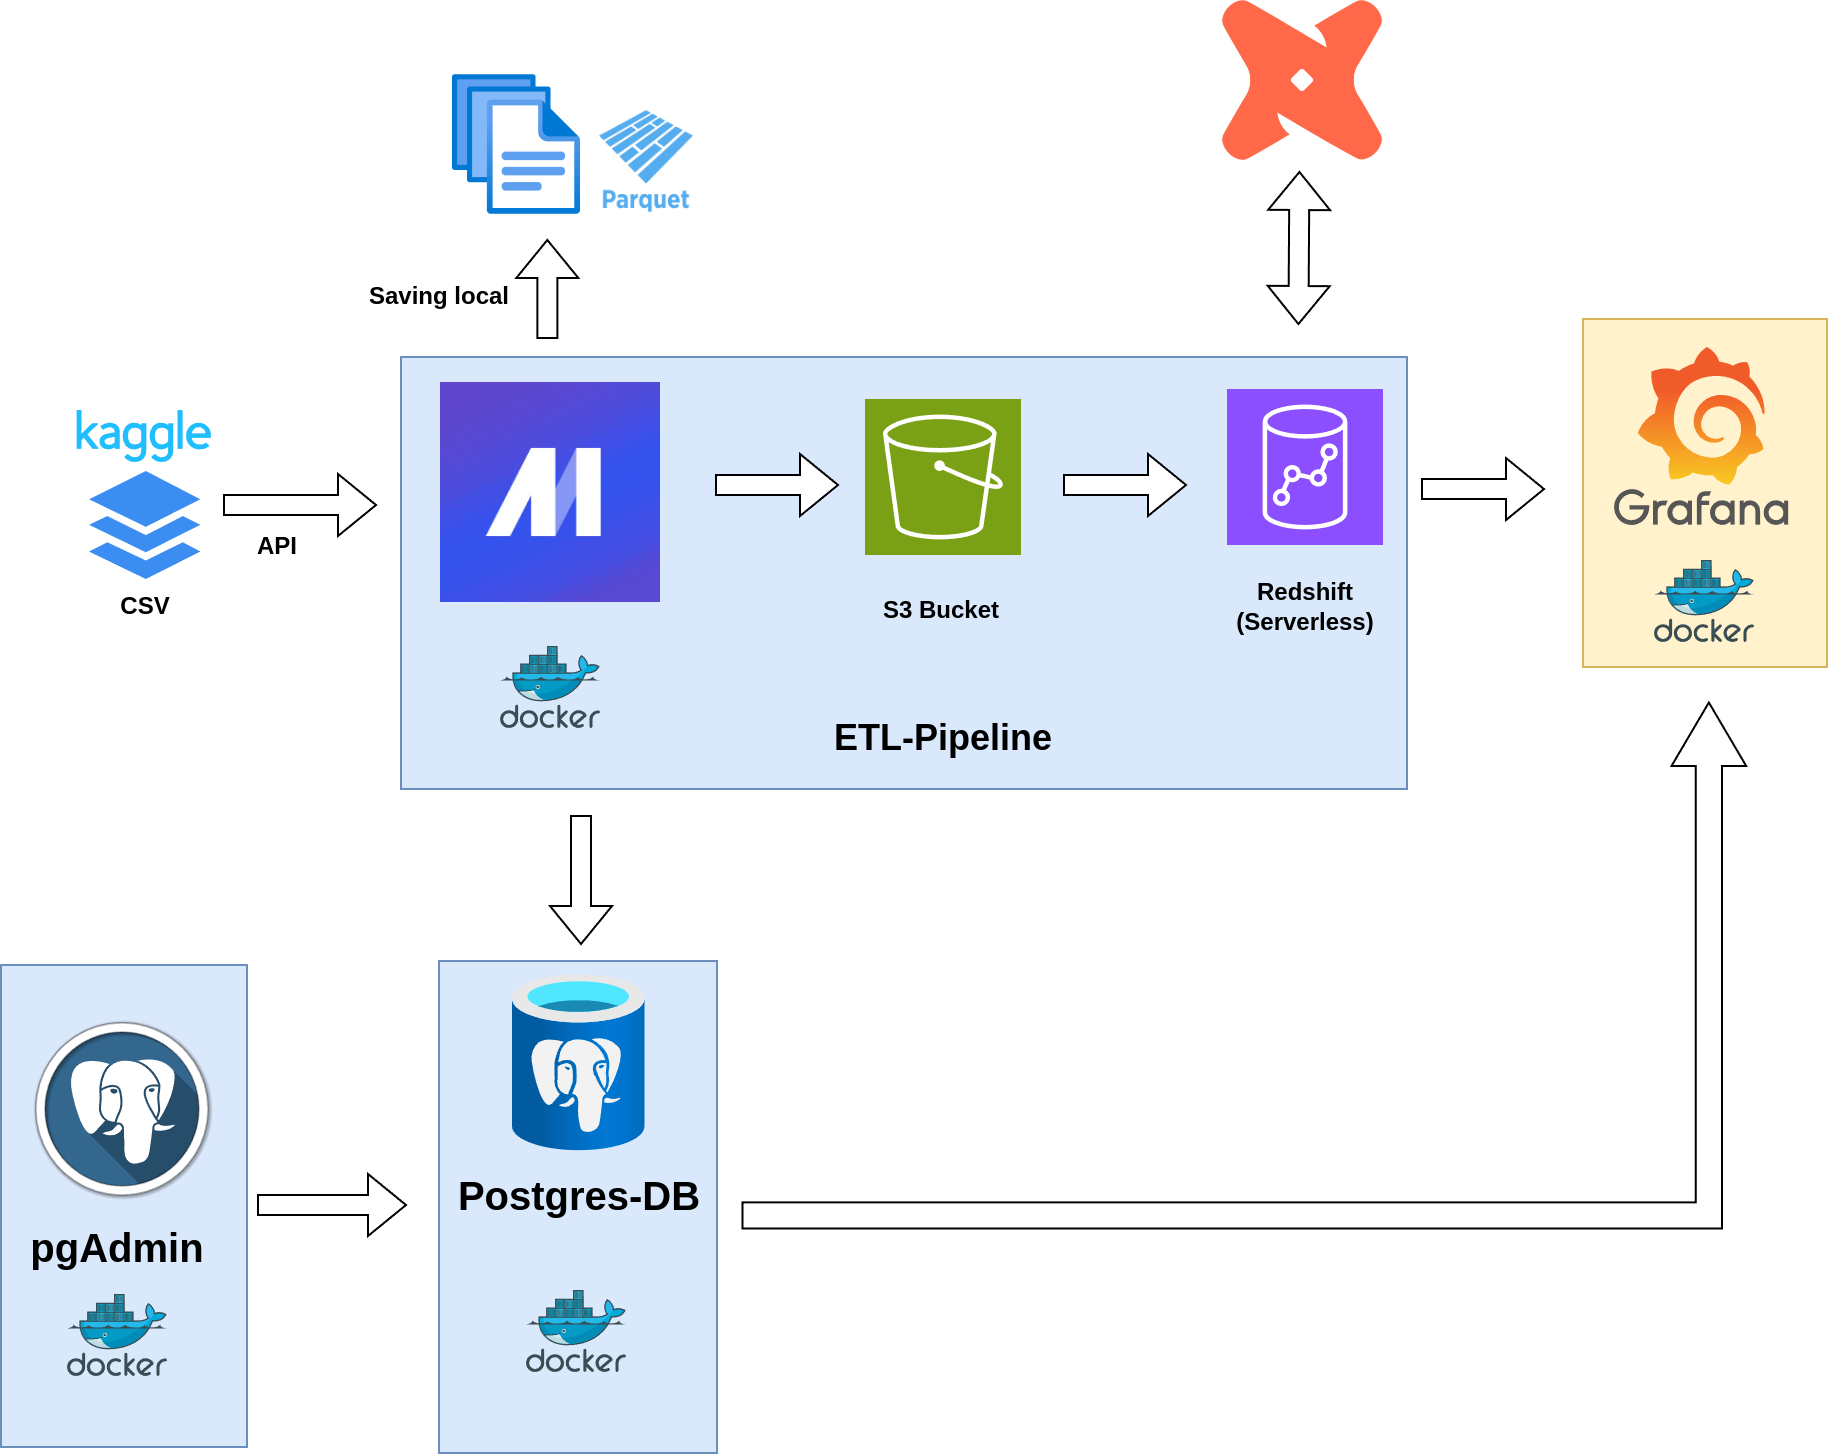 Parquet
Saving local
kaggle
API
CSV
S3 Bucket
Redshift
(Serverless)
docker
ETL-Pipeline
Grafana
docker
pgAdmin
docker
Postgres-DB
docker